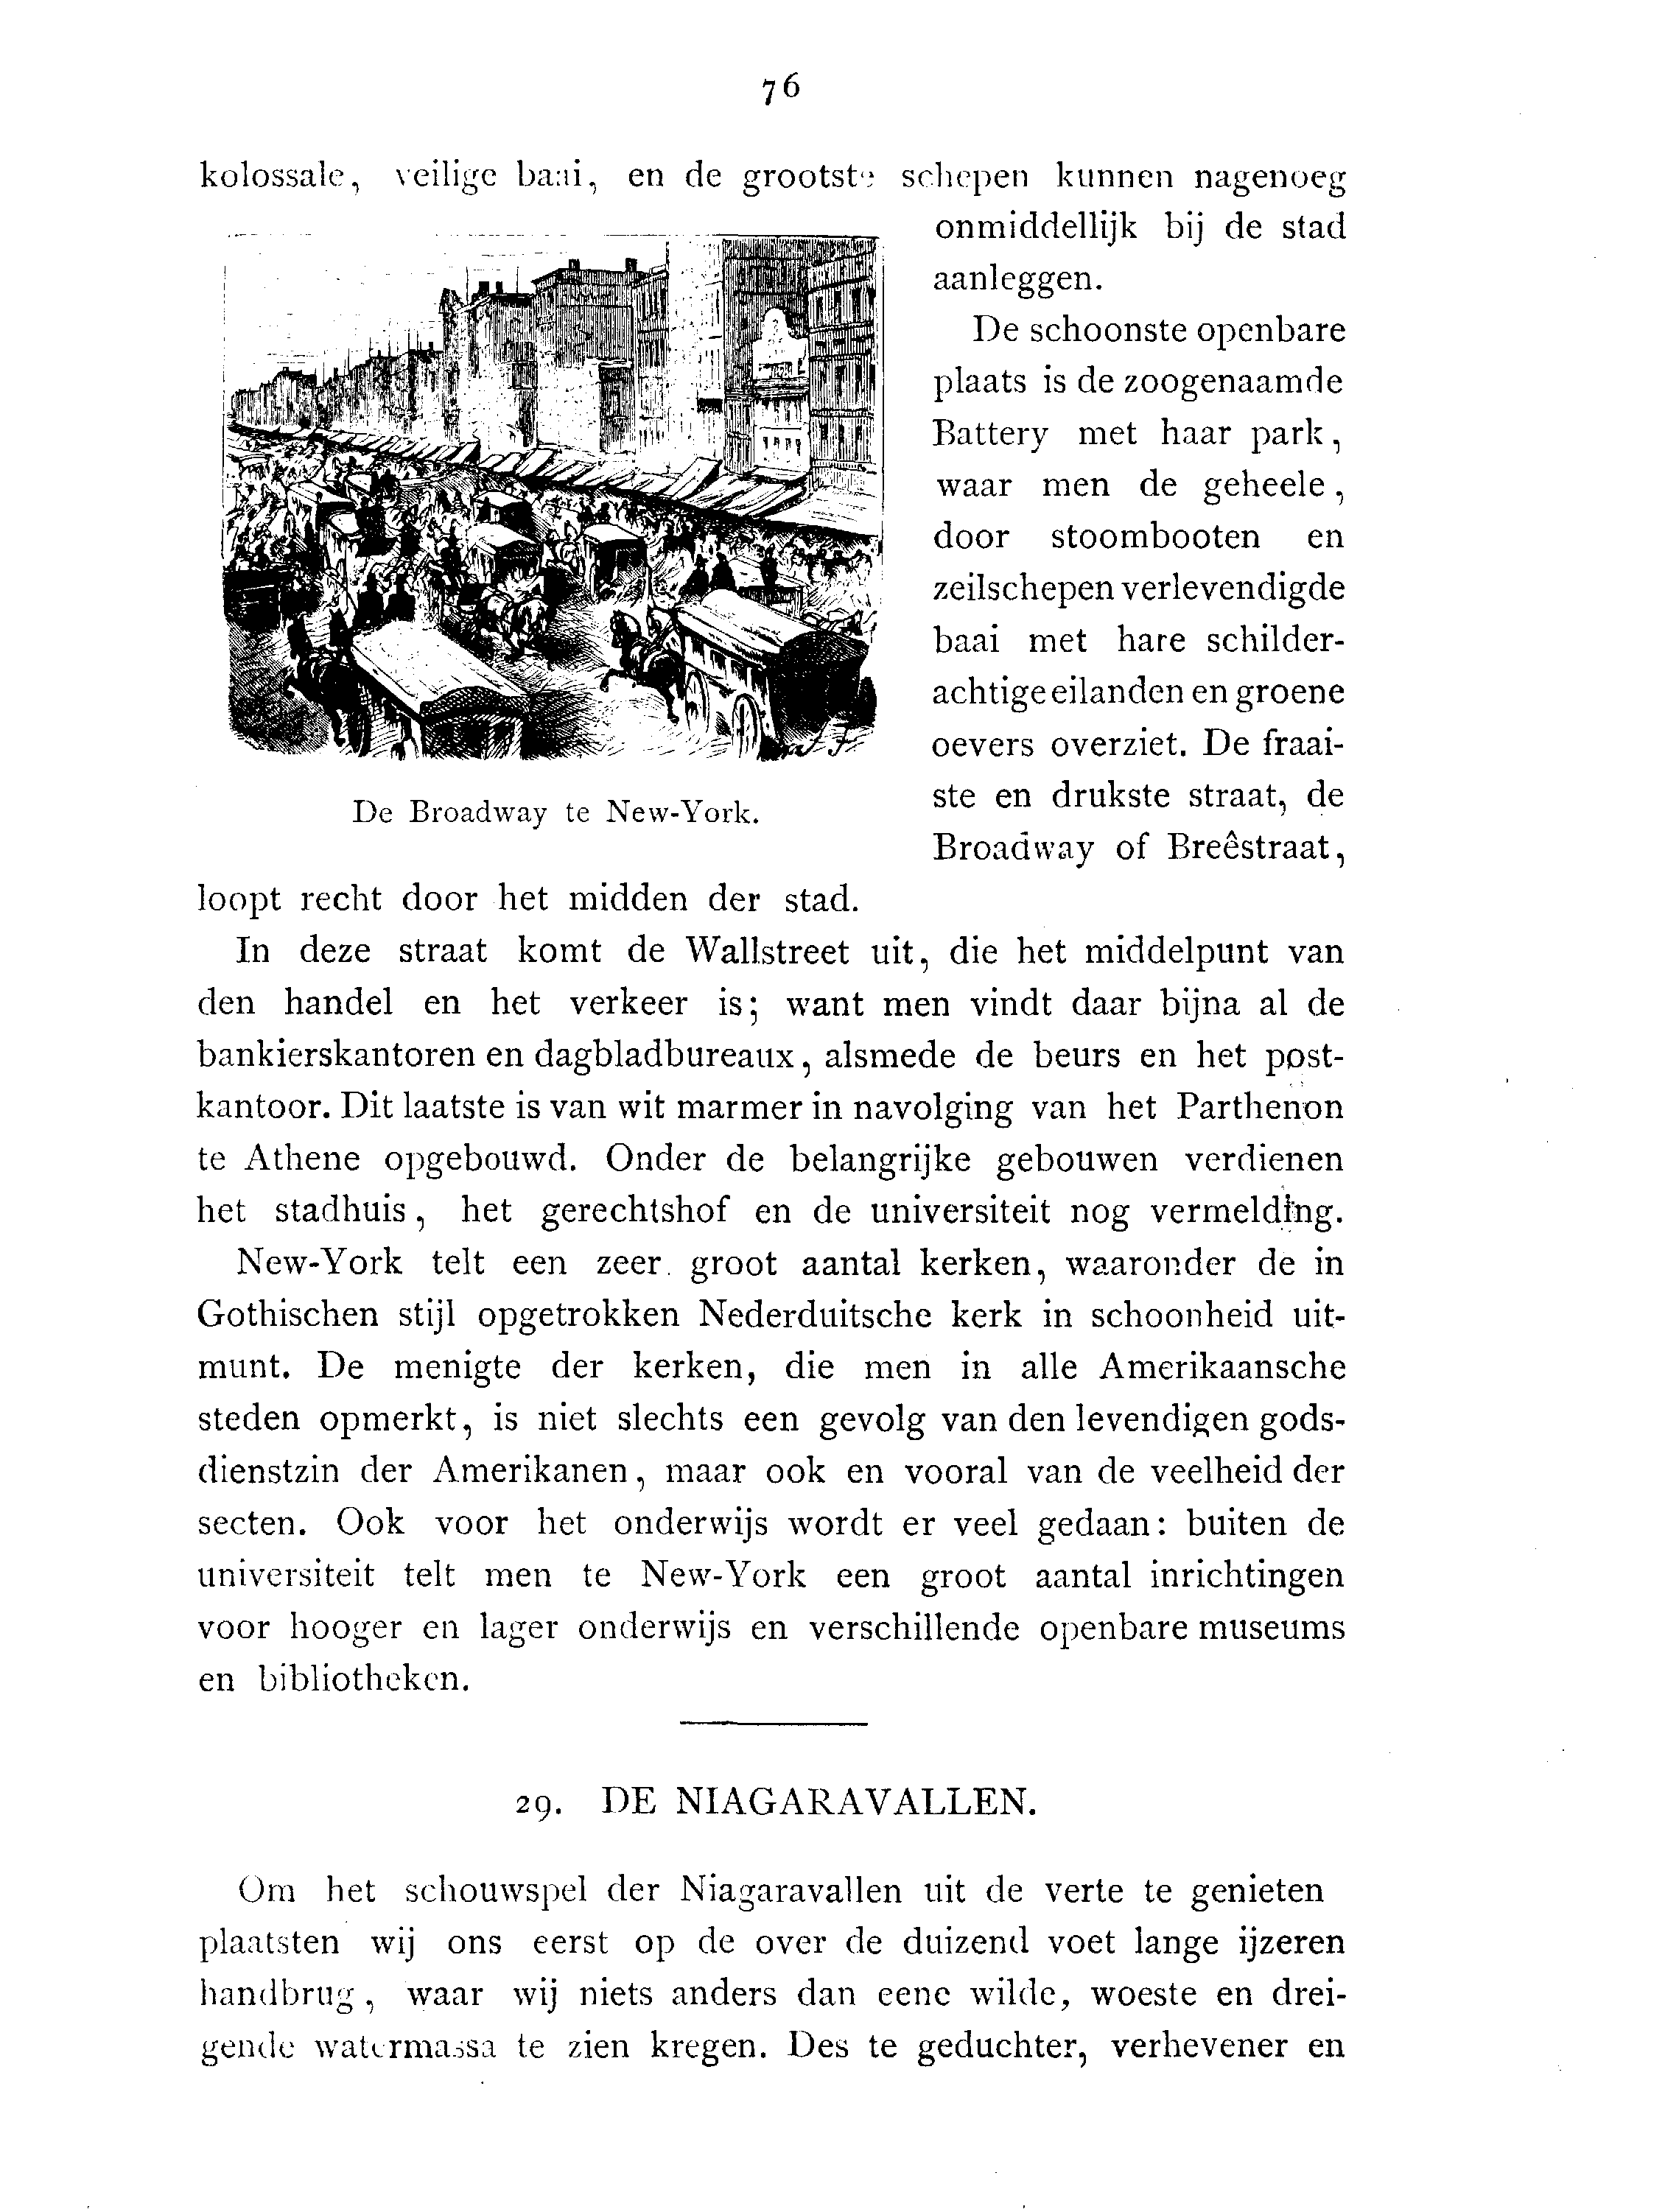 76
kolossale, veilige baai, en de grootste schepen kunnen nagenoeg
onmiddellijk bij de stad
aanleggen.
De schoonste openbare
plaats is de zoogenaamde
Battery met haar park,
waar men de geheele,
door stoombooten en
zeilschepen verlevendigde
baai met hare schilder-
achtige eilanden en groene
oevers overziet. De fraai-
ste en drukste straat, de
Broadway of Breêstraat,
De Broadway te New-York.
loopt recht door het midden der stad.
In deze straat komt de Wallstreet uit, die het middelpunt van
den handel en het verkeer is; want men vindt daar bijna al de
bankierskantoren en dagbladbureaux, alsmede de beurs en het post-
kantoor. Dit laatste is van wit marmer in navolging van het Parthenon
te Athene opgebouwd. Onder de belangrijke gebouwen verdienen
het stadhuis, het gerechtshof en de universiteit nog vermelding.
New-York telt een zeer groot aantal kerken, waaronder de in
Gothischen stijl opgetrokken Nederduitsche kerk in schoonheid uit-
munt. De menigte der kerken, die men in alle Amerikaansche
steden opmerkt, is niet slechts een gevolg van den levendigen gods-
dienstzin der Amerikanen, maar ook en vooral van de veelheid der
secten. Ook voor het onderwijs wordt er veel gedaan: buiten de
universiteit telt men te New-York een groot aantal inrichtingen
voor hooger en lager onderwijs en verschillende openbare museums
en bibliotheken.
29. DE NIAGARAVALLEN.
Om het schouwspel der Niagaravallen uit de verte te genieten
plaatsten wij ons eerst op de over de duizend voet lange ijzeren
handbrug, waar wij niets anders dan eene wilde, woeste en drei-
gende watermassa te zien kregen. Des te geduchter, verhevener en